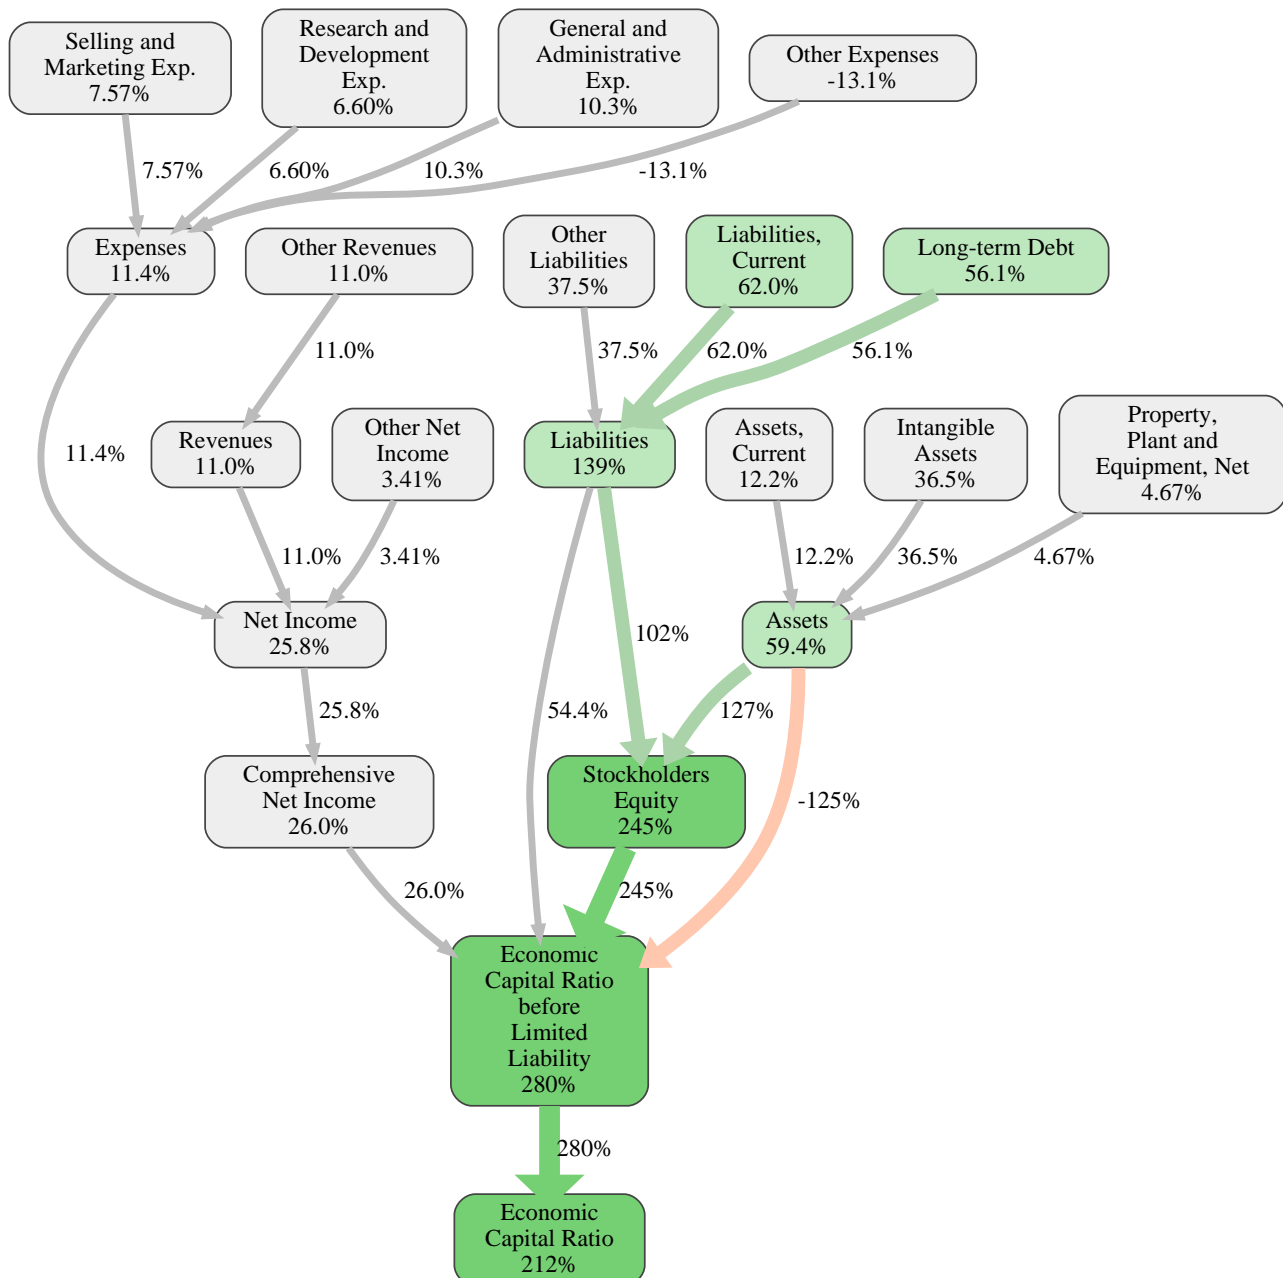 Selling and
Marketing Exp.
7.57%
Research and
Development
Exp.
6.60%
General and
Administrative
Exp.
10.3%
Other Expenses
-13.1%
7.57%
6.60%
10.3%
-13.1%
Expenses
11.4%
Other Revenues
11.0%
Other
Liabilities
37.5%
Liabilities,
Current
62.0%
Long-term Debt
56.1%
11.0%
37.5%
62.0%
56.1%
11.4%
Revenues
11.0%
Other Net
Income
3.41%
Liabilities
139%
Assets,
Current
12.2%
Intangible
Assets
36.5%
Property,
Plant and
Equipment, Net
4.67%
11.0%
3.41%
12.2%
36.5%
4.67%
Net Income
25.8%
102%
Assets
59.4%
25.8%
54.4%
127%
Comprehensive
Net Income
26.0%
Stockholders
Equity
245%
-125%
26.0%
245%
Economic
Capital Ratio
before
Limited
Liability
280%
280%
Economic
Capital Ratio
212%